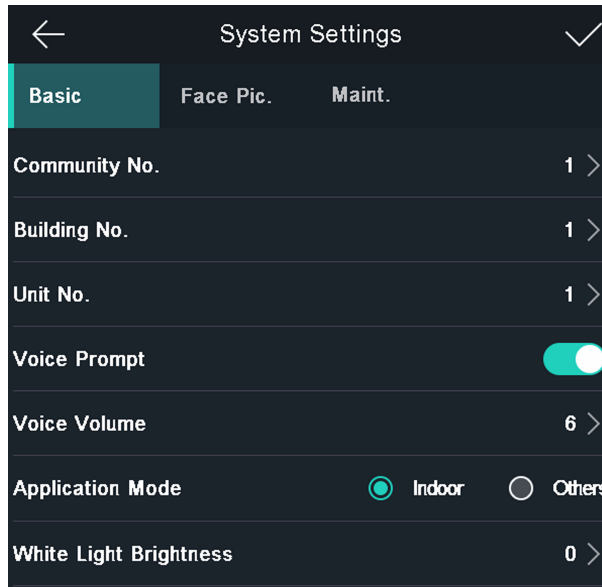 System Settings
Basic Face Pic. Maint.
Community No. 1
Building No. 1
Unit No. 1
Voice Prompt
Voice Volume 6
Application Mode Indoor Others
White Light Brightness 0